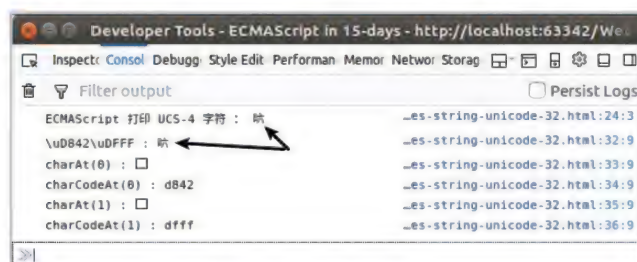 Developer Tools - ECMAScript in 15-days - http://localhost:63342/We
Inspect Consol Debugg Style Edit Performan Memor Networ Storag
Filter output Persist Logs
ECMAScript 打印 UCS-4 字符 : 𠯿 …es-string-unicode-32.html:24:3
\uD842\uDFFF : 𠯿 …es-string-unicode-32.html:32:9
charAt(0) : …es-string-unicode-32.html:33:9
charCodeAt(0) : d842 …es-string-unicode-32.html:34:9
charAt(1) : …es-string-unicode-32.html:35:9
charCodeAt(1) : dfff …es-string-unicode-32.html:36:9